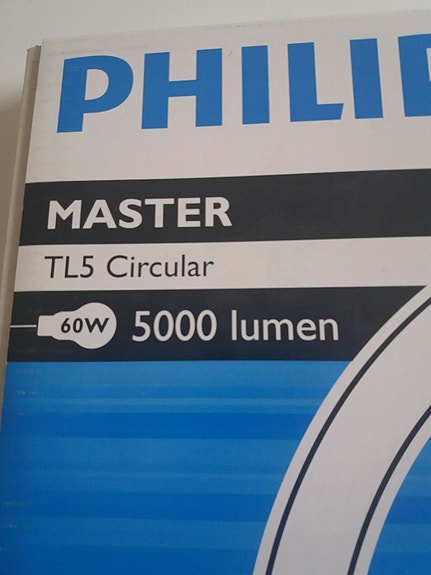 PHILI
MASTER
TL5 Circular
60W 5000 lumen